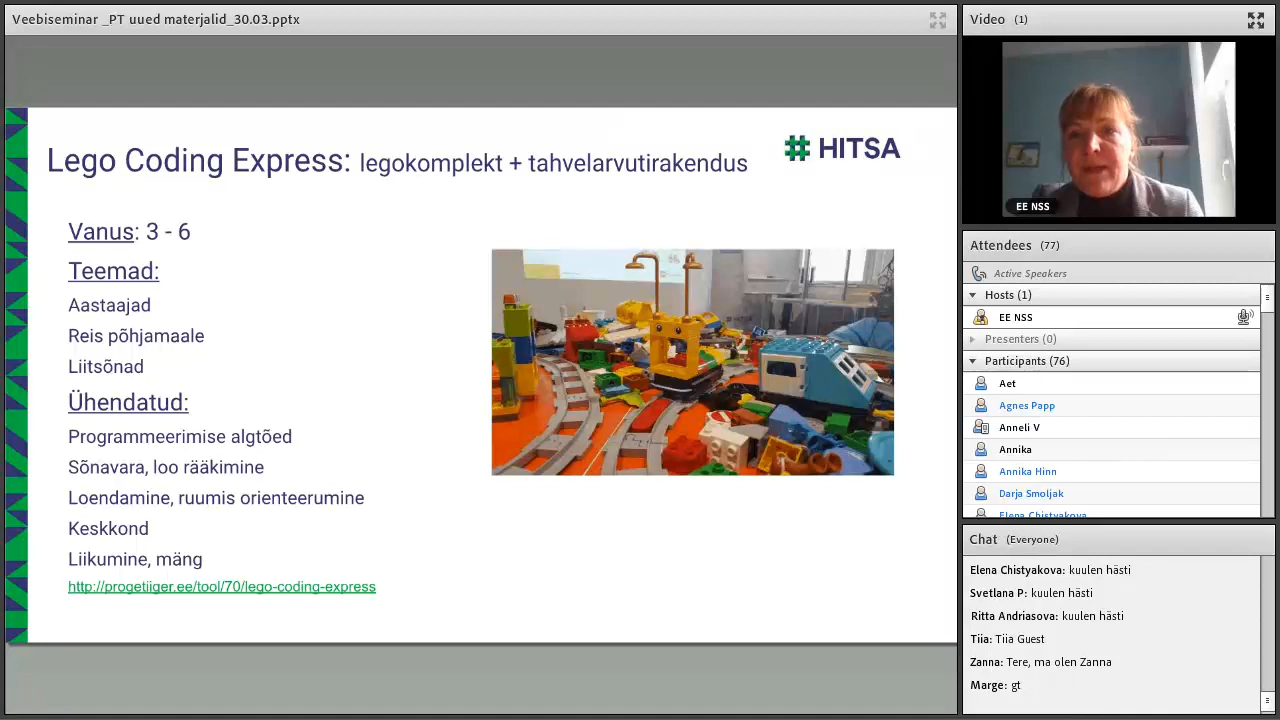 Veebiseminar _PT uued materjalid_30.03.pptx
Lego Coding Express: legokomplekt + tahvelarvutirakendus
# HITSA
Vanus: 3 - 6
Teemad:
Aastaajad
Reis põhjamaale
Liitsõnad
Ühendatud:
Programmeerimise algtõed
Sõnavara, loo rääkimine
Loendamine, ruumis orienteerumine
Keskkond
Liikumine, mäng
http://progetiiger.ee/tool/70/lego-coding-express
Video (1)
EE NSS
Attendees (77)
Active Speakers
Hosts (1)
EE NSS
Presenters (0)
Participants (76)
Aet
Agnes Papp
Anneli V
Annika
Annika Hinn
Darja Smoljak
Elena Chistyakova
Chat (Everyone)
Elena Chistyakova: kuulen hästi
Svetlana P: kuulen hästi
Ritta Andriasova: kuulen hästi
Tiia: Tiia Guest
Zanna: Tere, ma olen Zanna
Marge: gt